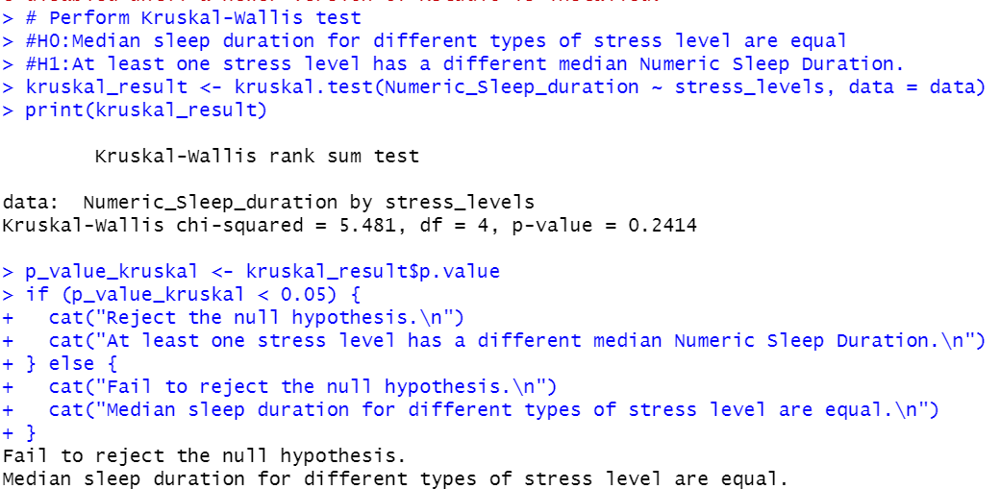 > # Perform Kruskal-Wallis test
> #H0:Median sleep duration for different types of stress level are equal
> #H1:At least one stress level has a different median Numeric Sleep Duration.
> kruskal_result <- kruskal.test(Numeric_Sleep_duration ~ stress_levels, data = data)
> print(kruskal_result)
Kruskal-Wallis rank sum test
data:  Numeric_Sleep_duration by stress_levels
Kruskal-Wallis chi-squared = 5.481, df = 4, p-value = 0.2414
> p_value_kruskal <- kruskal_result$p.value
> if (p_value_kruskal < 0.05) {
+   cat("Reject the null hypothesis.\n")
+   cat("At least one stress level has a different median Numeric Sleep Duration.\n")
+ } else {
+   cat("Fail to reject the null hypothesis.\n")
+   cat("Median sleep duration for different types of stress level are equal.\n")
+ }
Fail to reject the null hypothesis.
Median sleep duration for different types of stress level are equal.